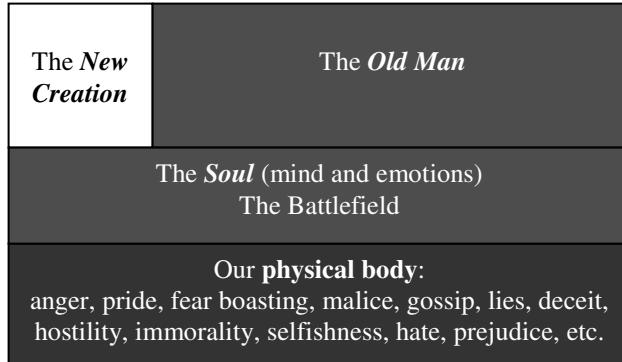 The New
Creation
The Old Man
The Soul (mind and emotions)
The Battlefield
Our physical body:
anger, pride, fear boasting, malice, gossip, lies, deceit,
hostility, immorality, selfishness, hate, prejudice, etc.